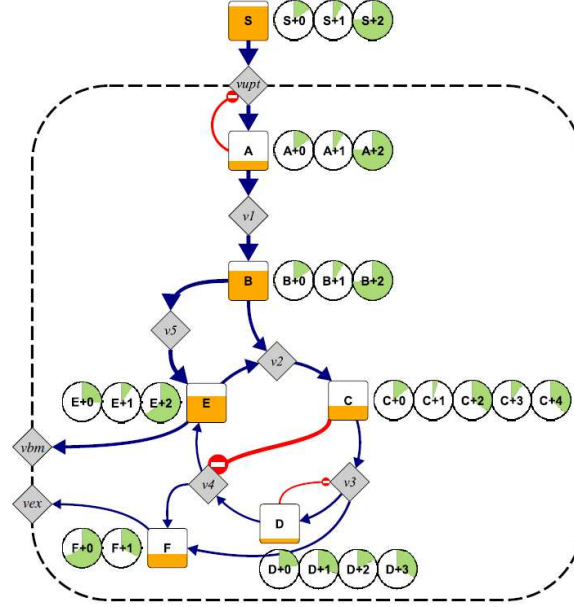 S S+0 S+1 S+2
vupt
A A+0 A+1 A+2
v1
B B+0 B+1 B+2
v5
v2
E+0 E+1 E+2 E
C C+0 C+1 C+2 C+3 C+4
vbm
v4
v3
vex
D
F+0 F+1 F
D+0 D+1 D+2 D+3